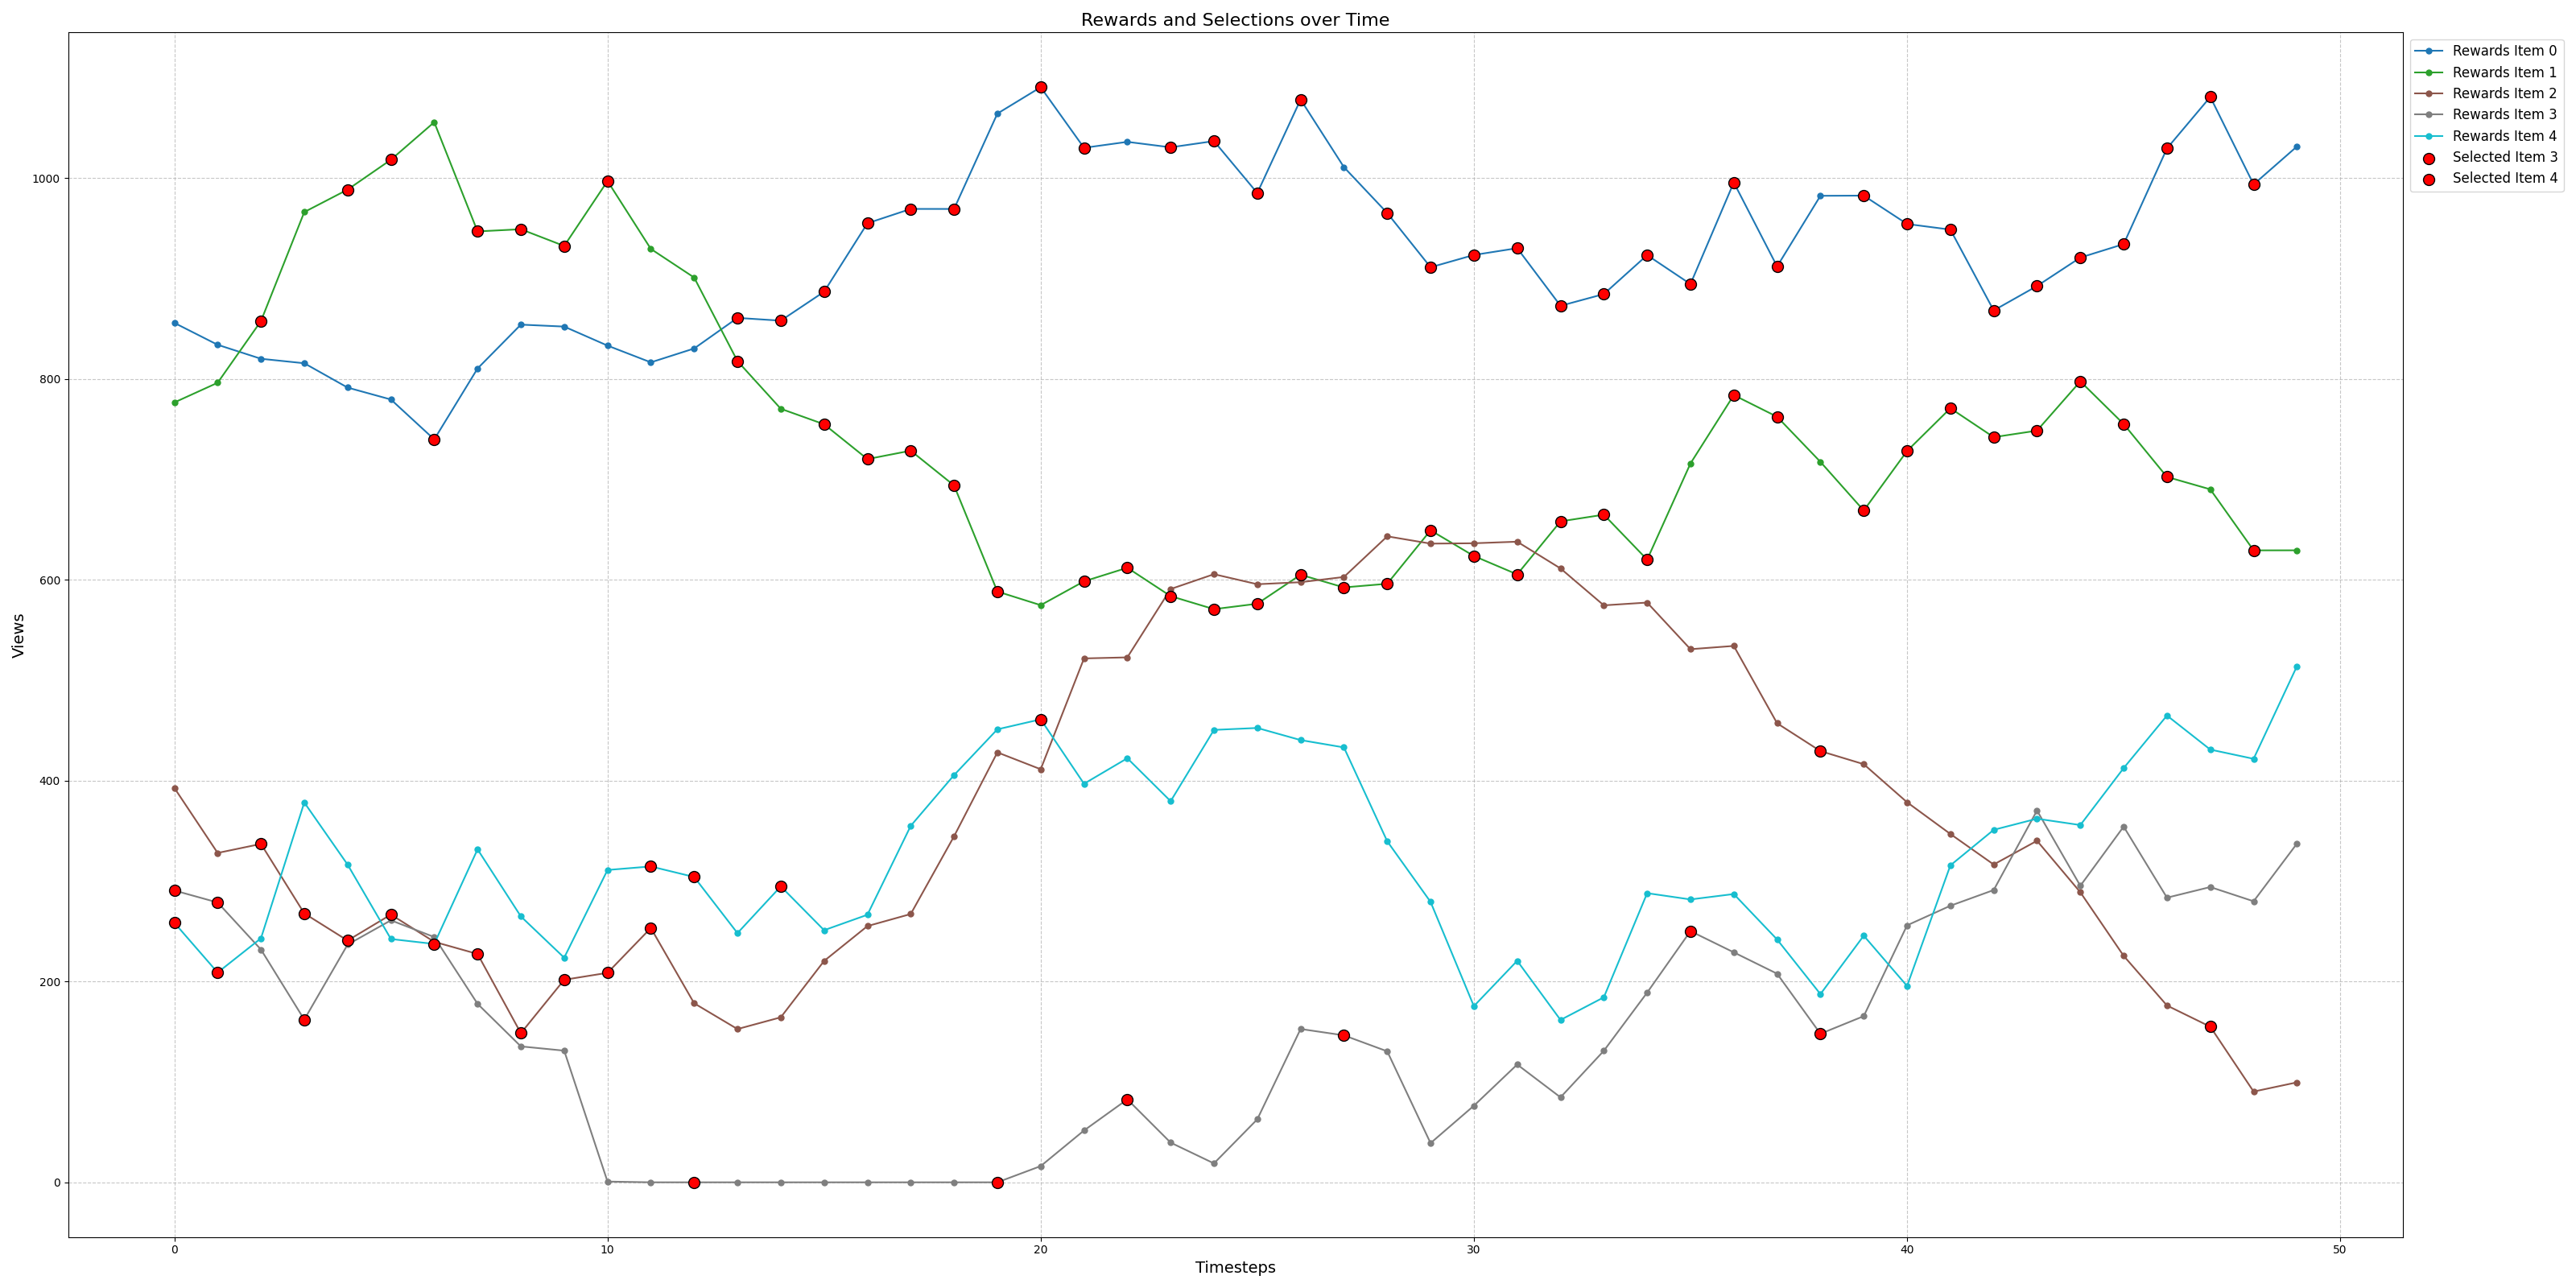 Rewards and Selections over Time
Rewards Item 0
Rewards Item 1
Rewards Item 2
Rewards Item 3
Rewards Item 4
Selected Item 3
Selected Item 4
Views
1000
800
600
400
200
0
0 10 20 30 40 50
Timesteps